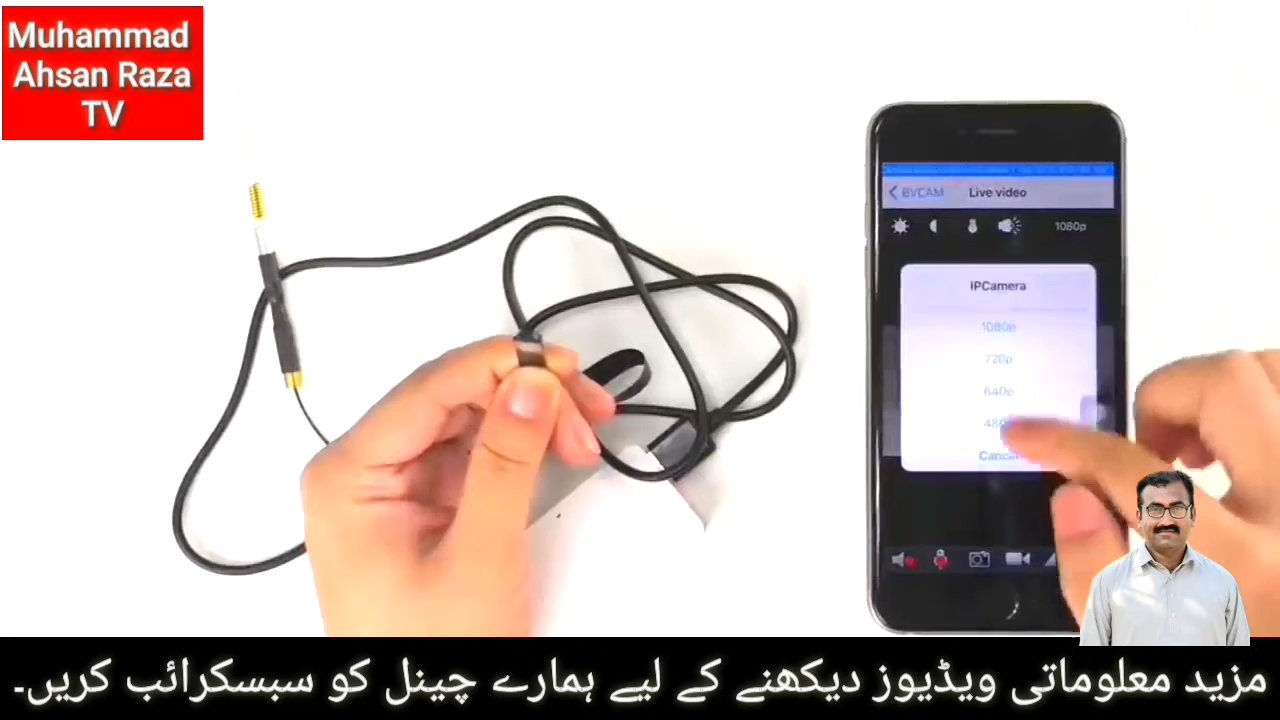 Muhammad
Ahsan Raza
TV
BVCAM
Live video
1080p
IPCamera
1080p
720p
640p
مزید معلوماتی ویڈیوز دیکھنے کے لیے ہمارے چینل کو سبسکرائب کریں۔